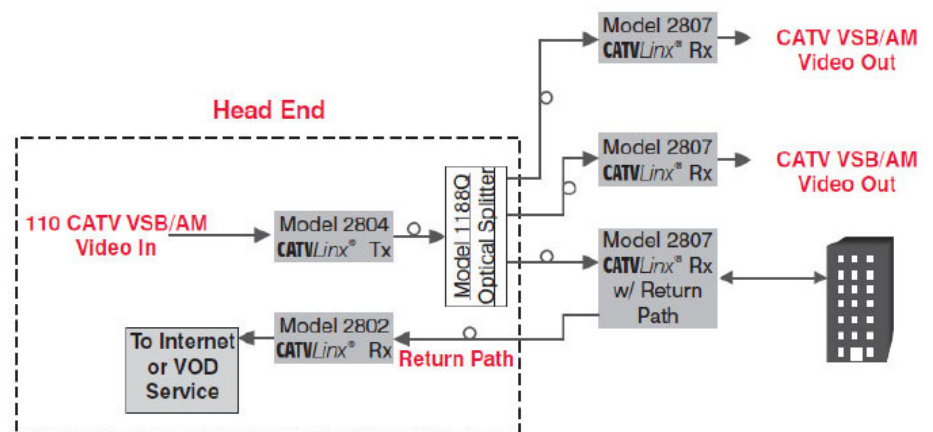 Model 2807
CATVLinx® Rx
CATV VSB/AM
Video Out
Head End
Model 2807
CATVLinx® Rx
CATV VSB/AM
Video Out
110 CATV VSB/AM
Video In
Model 2804
CATVLinx® Tx
Model 1188Q
Optical Splitter
Model 2807
CATVLinx® Rx
w/ Return
Path
Model 2802
CATVLinx® Rx
Return Path
To Internet
or VOD
Service